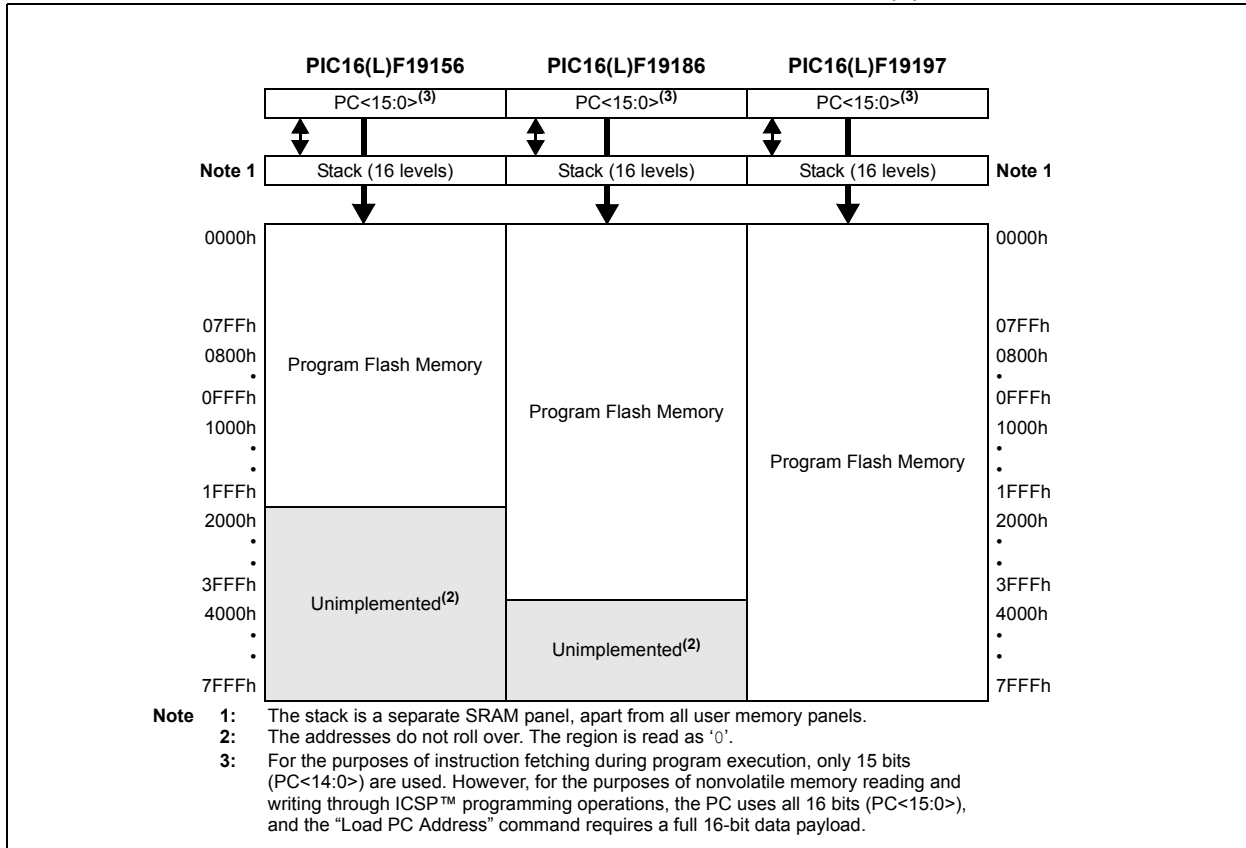 PIC16(L)F19156 PIC16(L)F19186 PIC16(L)F19197
PC<15:0>(3) PC<15:0>(3) PC<15:0>(3)
Note 1 Stack (16 levels) Stack (16 levels) Stack (16 levels) Note 1
0000h 0000h
07FFh 07FFh
0800h Program Flash Memory 0800h
•	•
0FFFh Program Flash Memory 0FFFh
1000h 1000h
•	•
• Program Flash Memory •
1FFFh 1FFFh
2000h 2000h
•	•
•	•
3FFFh Unimplemented(2) 3FFFh
4000h 4000h
•	•
• Unimplemented(2) •
7FFFh 7FFFh
Note 1: The stack is a separate SRAM panel, apart from all user memory panels.
2: The addresses do not roll over. The region is read as ‘0’.
3: For the purposes of instruction fetching during program execution, only 15 bits
(PC<14:0>) are used. However, for the purposes of nonvolatile memory reading and
writing through ICSP™ programming operations, the PC uses all 16 bits (PC<15:0>),
and the “Load PC Address” command requires a full 16-bit data payload.